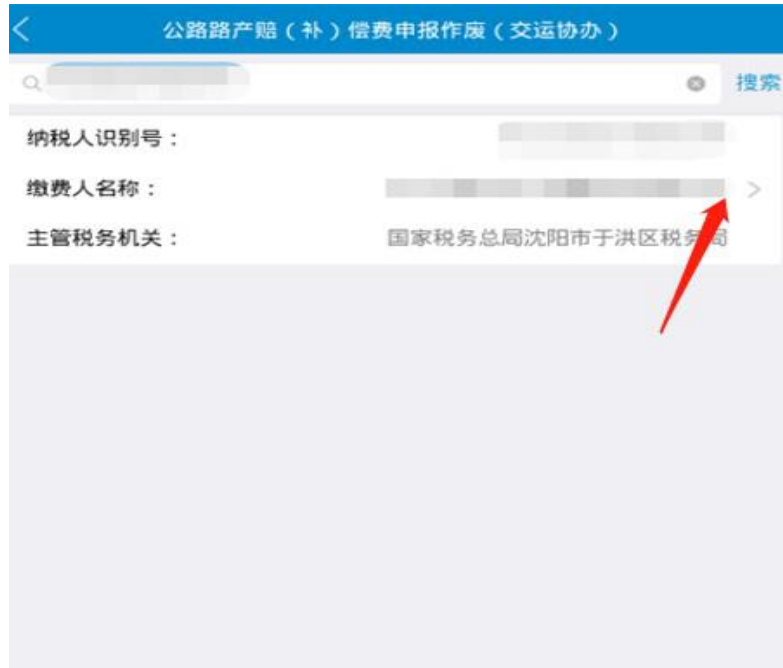 公路路产赔（补）偿费申报作废（交运协办）
搜索
纳税人识别号：
缴费人名称：
主管税务机关：
国家税务总局沈阳市于洪区税务局